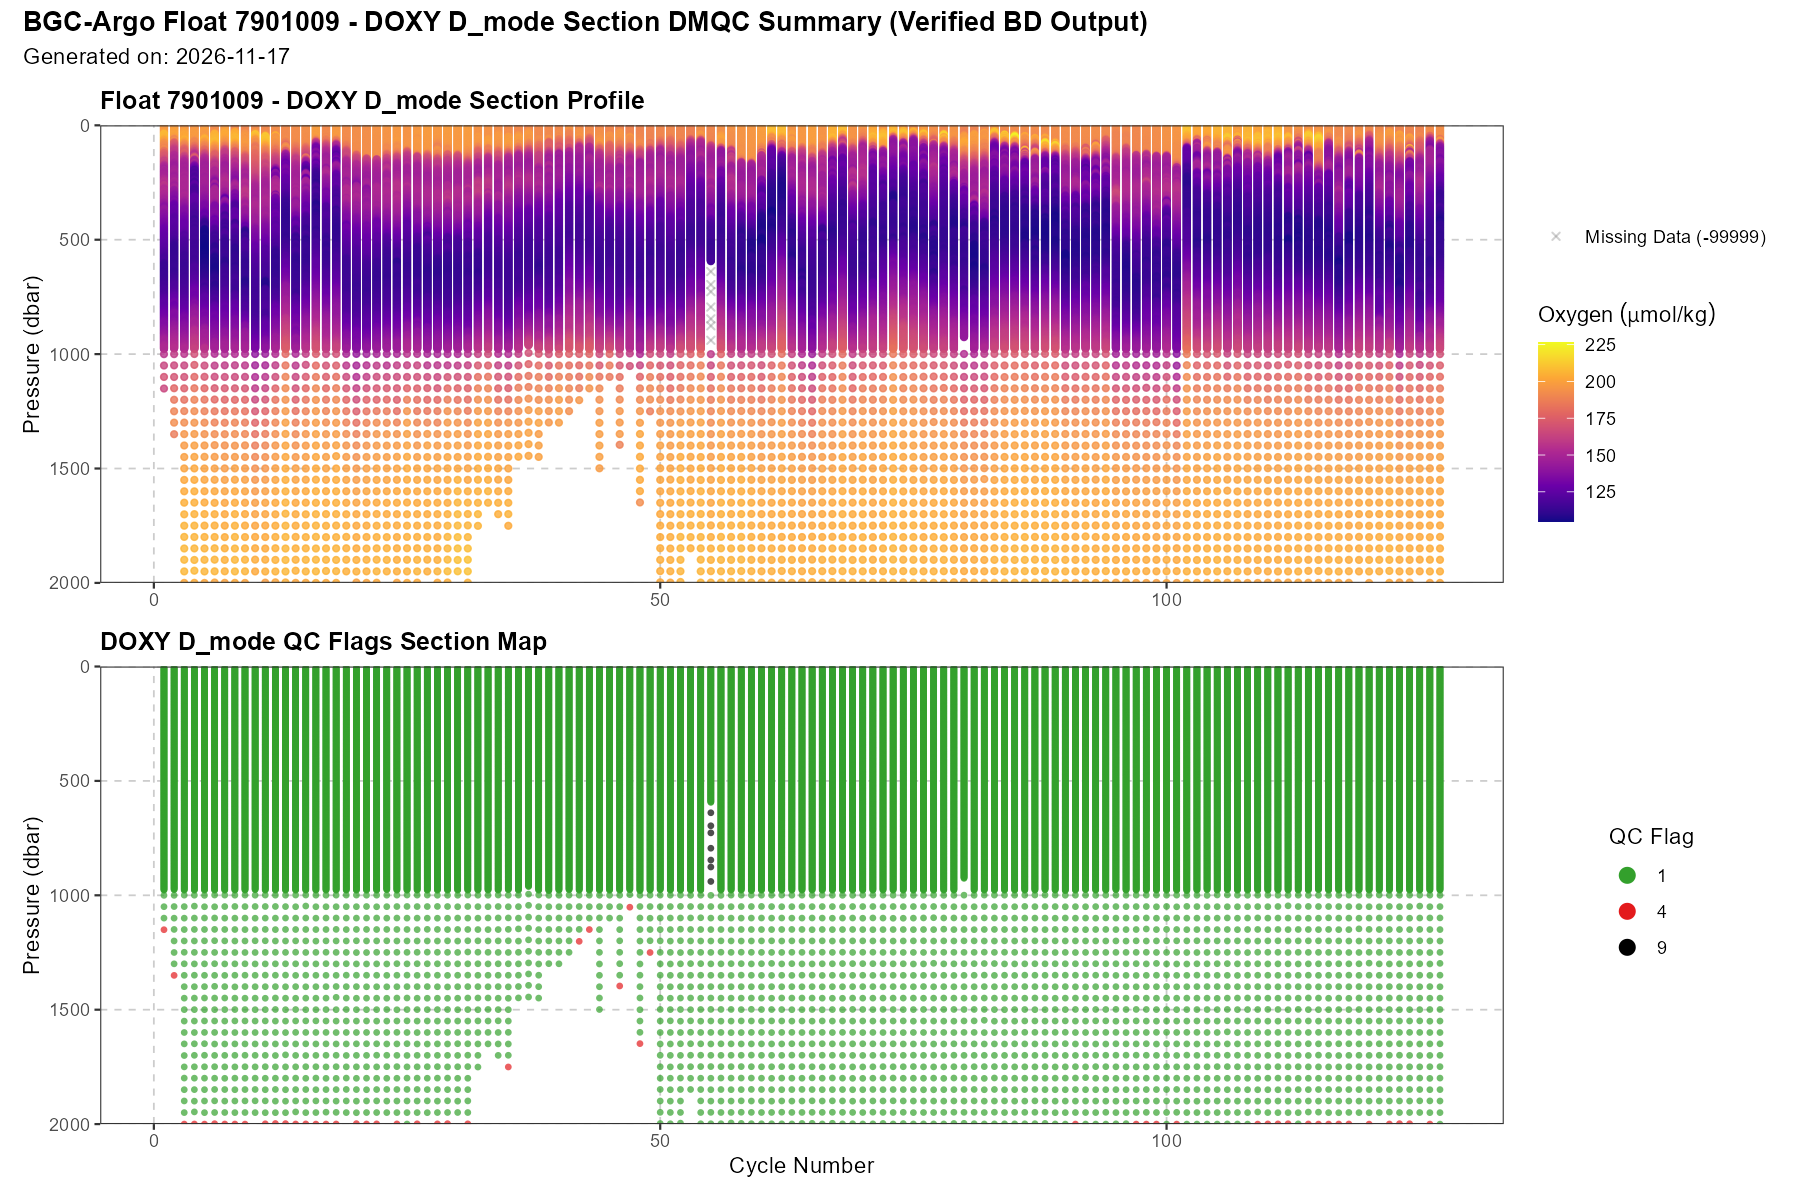 BGC-Argo Float 7901009 - DOXY D_mode Section DMQC Summary (Verified BD Output)
Generated on: 2026-11-17
Float 7901009 - DOXY D_mode Section Profile
Pressure (dbar)
0
500
1000
1500
2000
0
50
100
Missing Data (-99999)
Oxygen (μmol/kg)
225
200
175
150
125
DOXY D_mode QC Flags Section Map
Pressure (dbar)
0
500
1000
1500
2000
0
50
100
Cycle Number
QC Flag
1
4
9